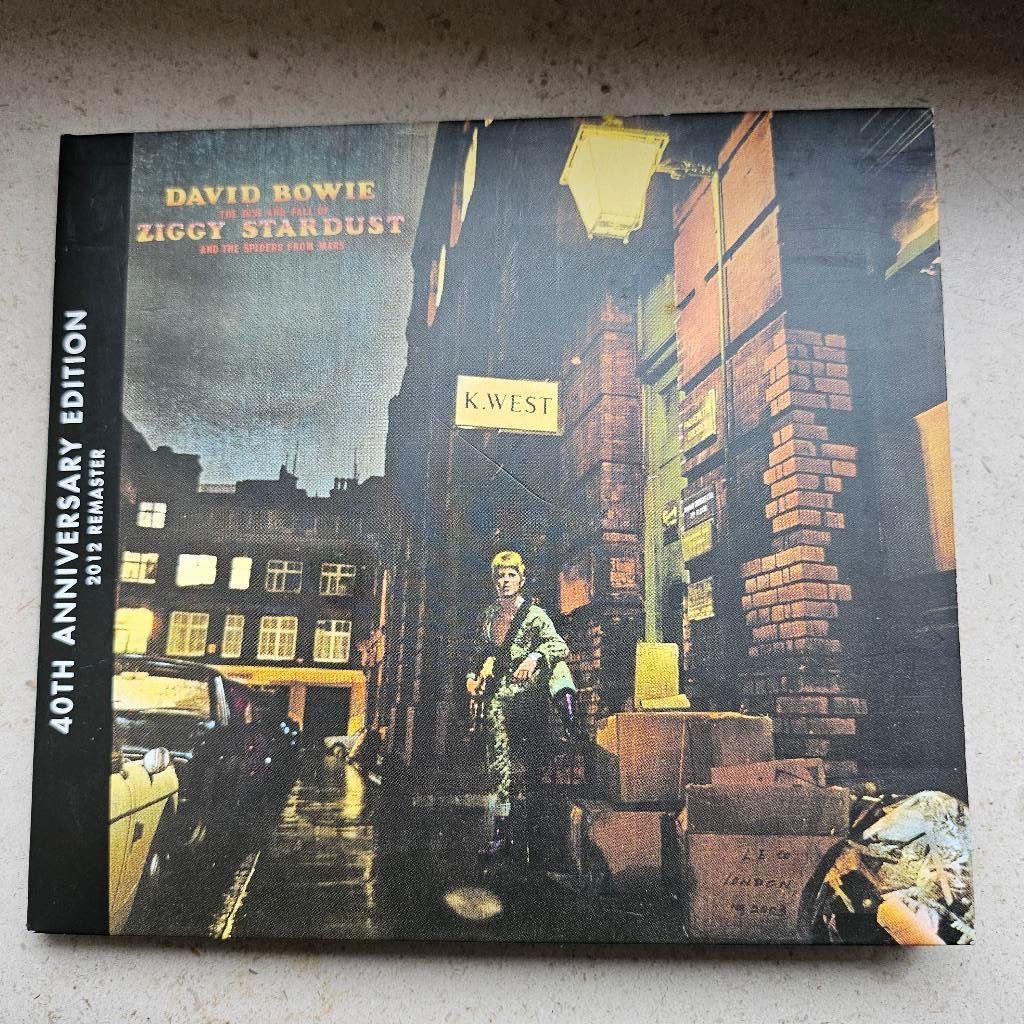 DAVID BOWIE
THE RISE AND FALL OF
ZIGGY STARDUST
AND THE SPIDERS FROM MARS
40TH ANNIVERSARY EDITION
2012 REMASTER
K.WEST
LONDON